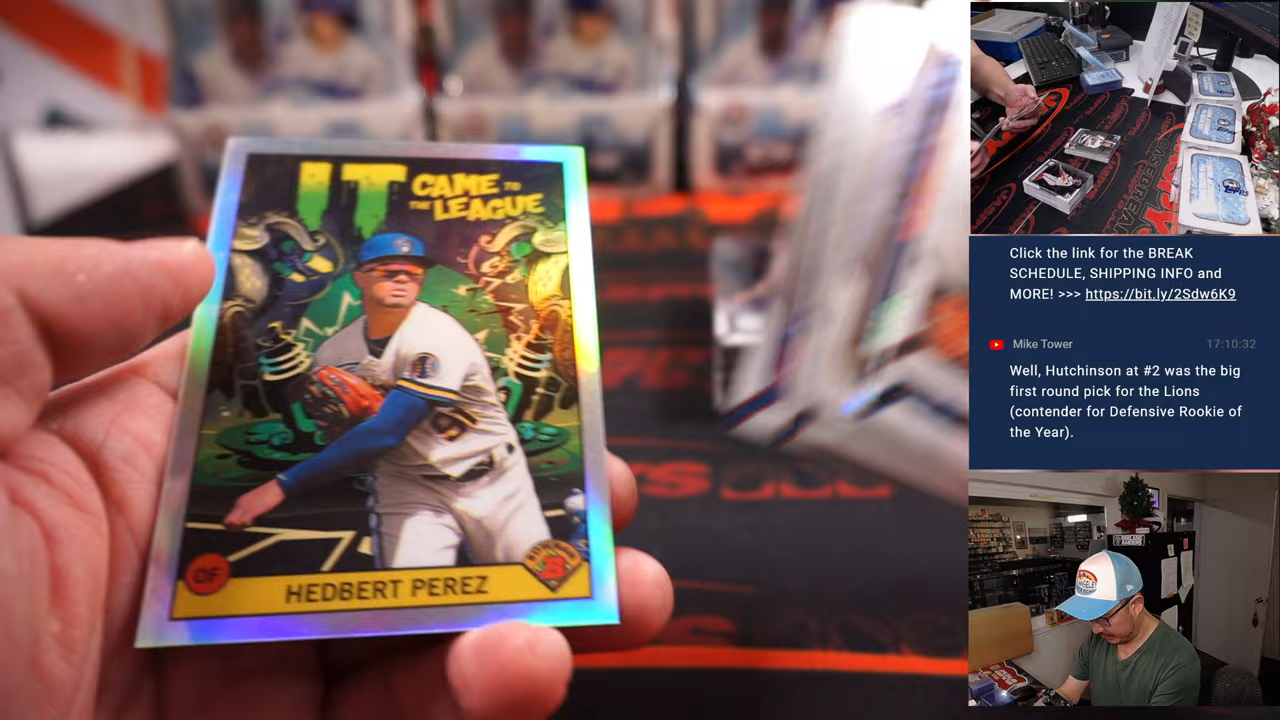 IT
CAME TO
THE LEAGUE
OF
HEDBERT PEREZ
Click the link for the BREAK
SCHEDULE, SHIPPING INFO and
MORE! >>> https://bit.ly/2Sdw6K9
Mike Tower
17:10:32
Well, Hutchinson at #2 was the big
first round pick for the Lions
(contender for Defensive Rookie of
the Year).